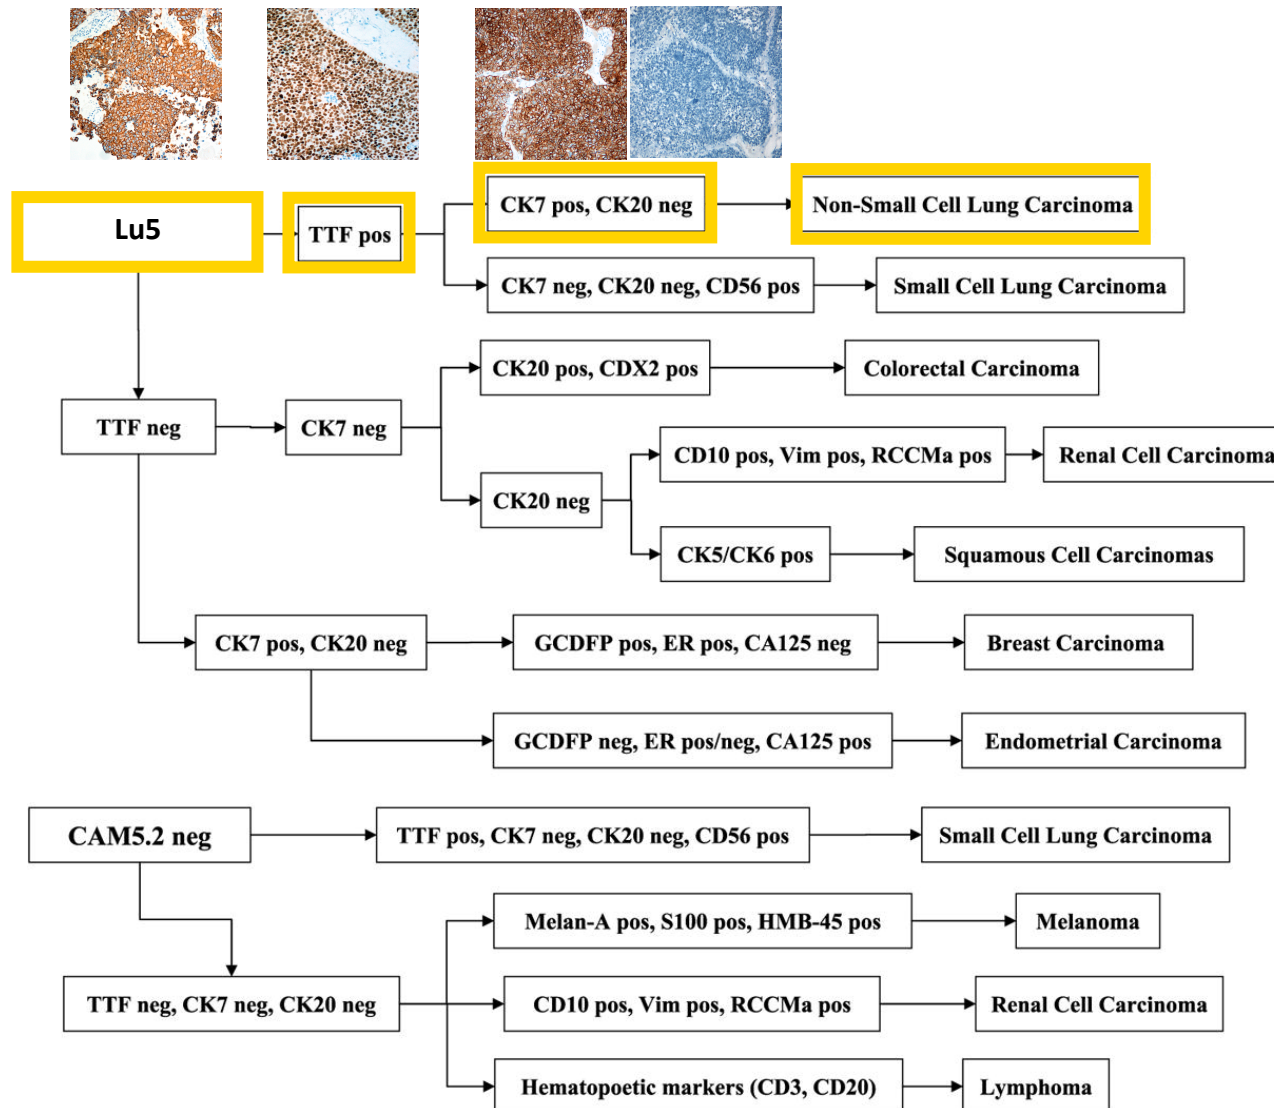 Lu5
TTF pos
CK7 pos, CK20 neg
Non-Small Cell Lung Carcinoma
CK7 neg, CK20 neg, CD56 pos
Small Cell Lung Carcinoma
CK20 pos, CDX2 pos
Colorectal Carcinoma
TTF neg
CK7 neg
CD10 pos, Vim pos, RCCMa pos
Renal Cell Carcinoma
CK20 neg
CK5/CK6 pos
Squamous Cell Carcinomas
CK7 pos, CK20 neg
GCDFP pos, ER pos, CA125 neg
Breast Carcinoma
GCDFP neg, ER pos/neg, CA125 pos
Endometrial Carcinoma
CAM5.2 neg
TTF pos, CK7 neg, CK20 neg, CD56 pos
Small Cell Lung Carcinoma
Melan-A pos, S100 pos, HMB-45 pos
Melanoma
TTF neg, CK7 neg, CK20 neg
CD10 pos, Vim pos, RCCMa pos
Renal Cell Carcinoma
Hematopoetic markers (CD3, CD20)
Lymphoma